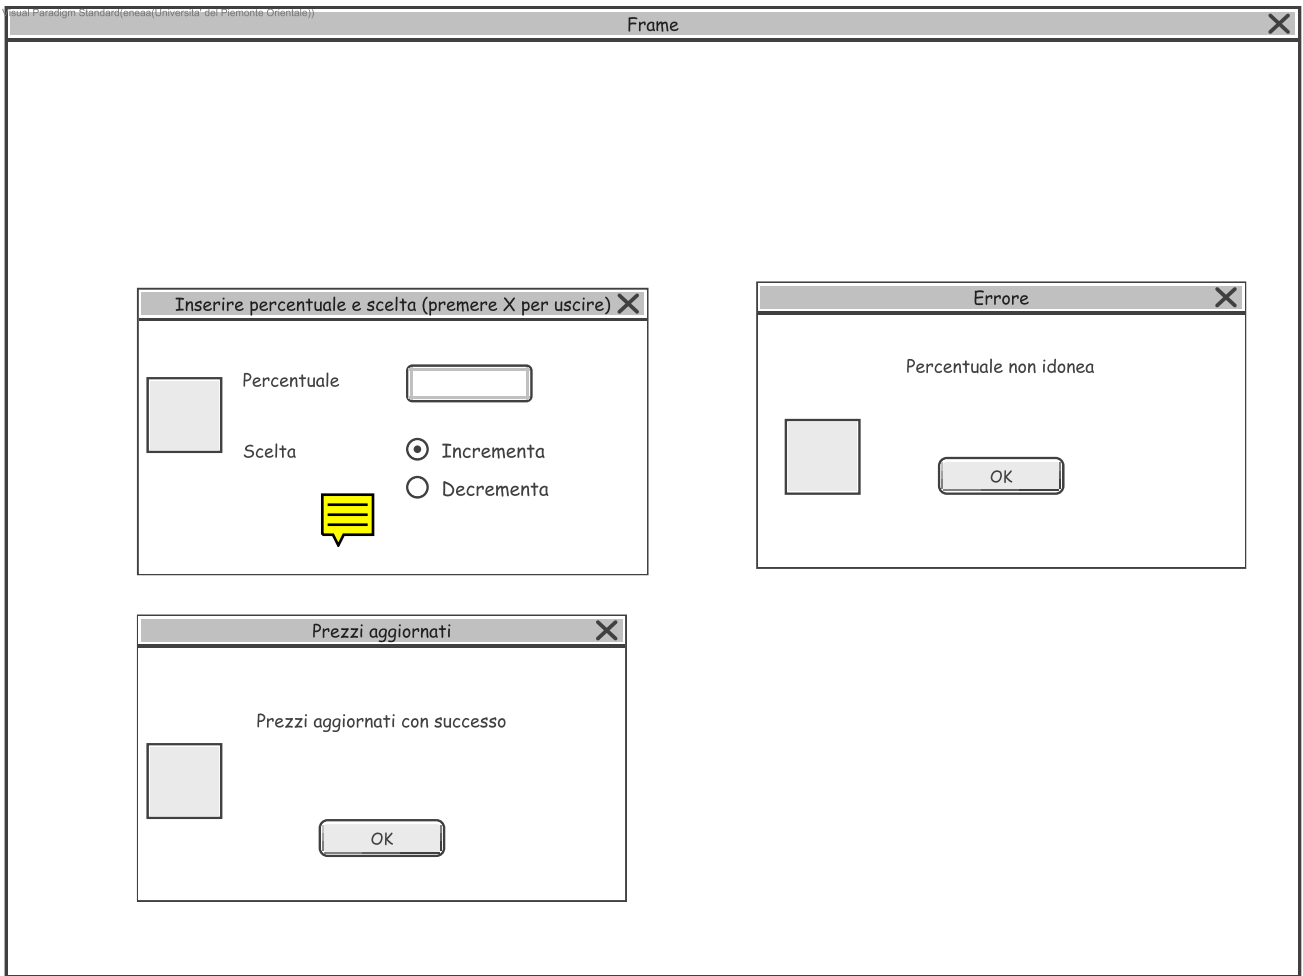 Visual Paradigm Standard(eneaa(Universita' del Piemonte Orientale))
Frame
Inserire percentuale e scelta (premere X per uscire)
Percentuale
Scelta
Incrementa
Decrementa
Errore
Percentuale non idonea
OK
Prezzi aggiornati
Prezzi aggiornati con successo
OK